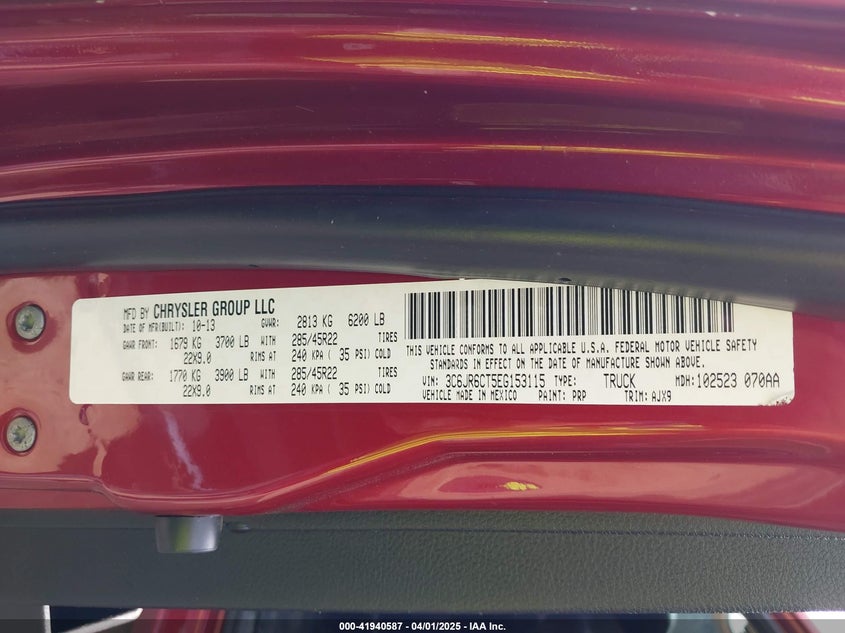 MFD BY CHRYSLER GROUP LLC
DATE OF MFR(BUILT): 10-13 GVWR: 2813 KG 6200 LB
GAWR FRONT: 1679 KG 3700 LB WITH 285/45R22 TIRES
22X9.0 RIMS AT 240 KPA ( 35 PSI) COLD
GAWR REAR: 1770 KG 3900 LB WITH 285/45R22 TIRES
22X9.0 RIMS AT 240 KPA ( 35 PSI) COLD
THIS VEHICLE CONFORMS TO ALL APPLICABLE U.S.A. FEDERAL MOTOR VEHICLE SAFETY
STANDARDS IN EFFECT ON THE DATE OF MANUFACTURE SHOWN ABOVE.
VIN: 3C6JR6CT5EG153115 TYPE: TRUCK MDH: 102523 070AA
VEHICLE MADE IN MEXICO PAINT: PRP TRIM: AJX9
000-41940587 - 04/01/2025 - IAA Inc.